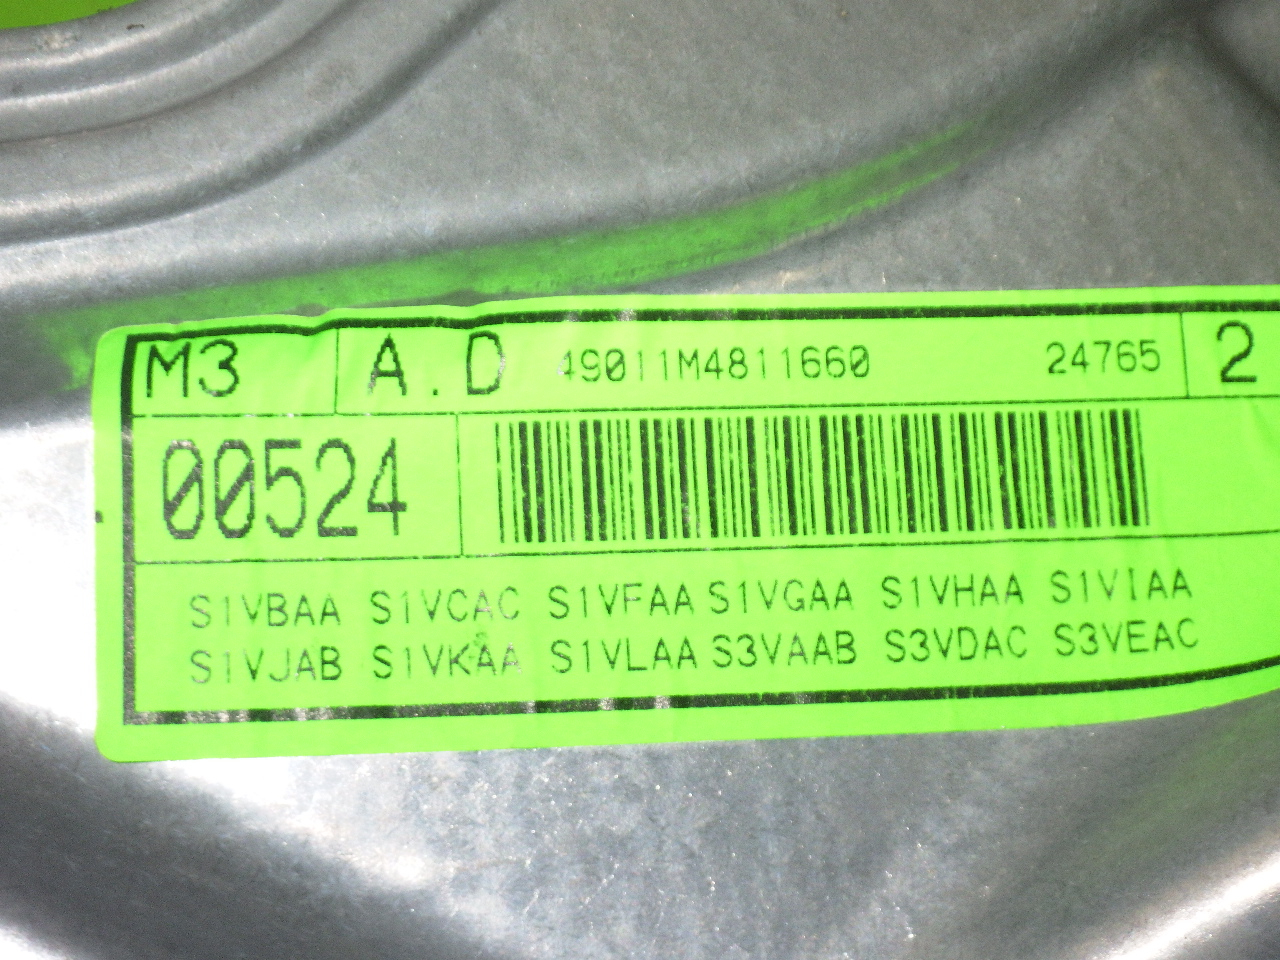 M3 A.D 49011M4811660 24765 2
00524
S1VBAA S1VCAC S1VFAA S1VGAA S1VHAA S1VIAA
S1VJAB S1VKAA S1VLAA S3VAAB S3VDAC S3VEAC